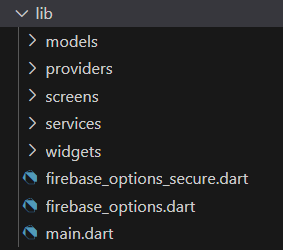 lib
models
providers
screens
services
widgets
firebase_options_secure.dart
firebase_options.dart
main.dart